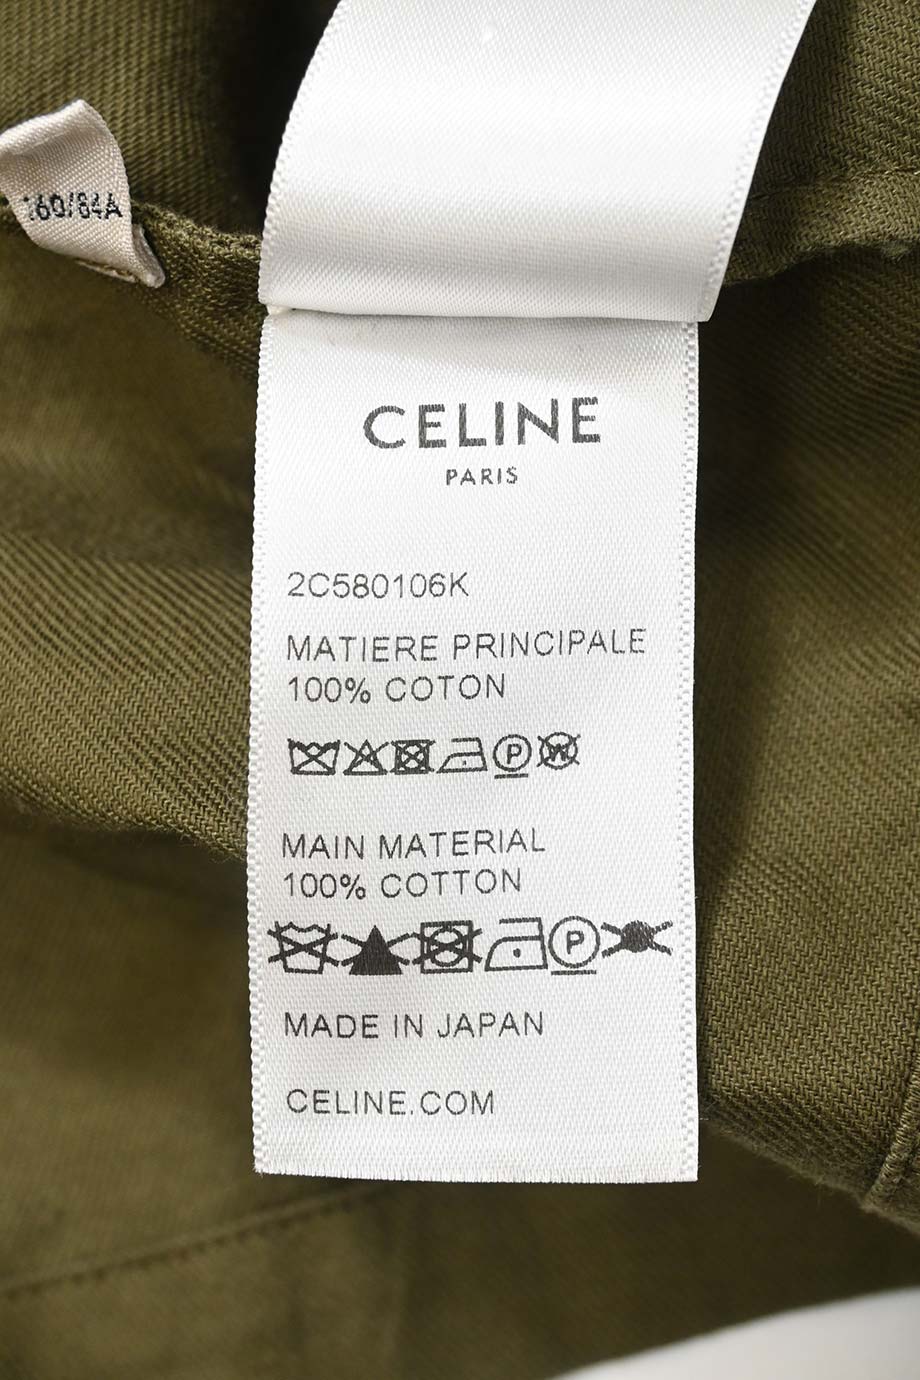 160/84A
CELINE
PARIS
2C580106K
MATIERE PRINCIPALE
100% COTON
P W
MAIN MATERIAL
100% COTTON
P
MADE IN JAPAN
CELINE.COM